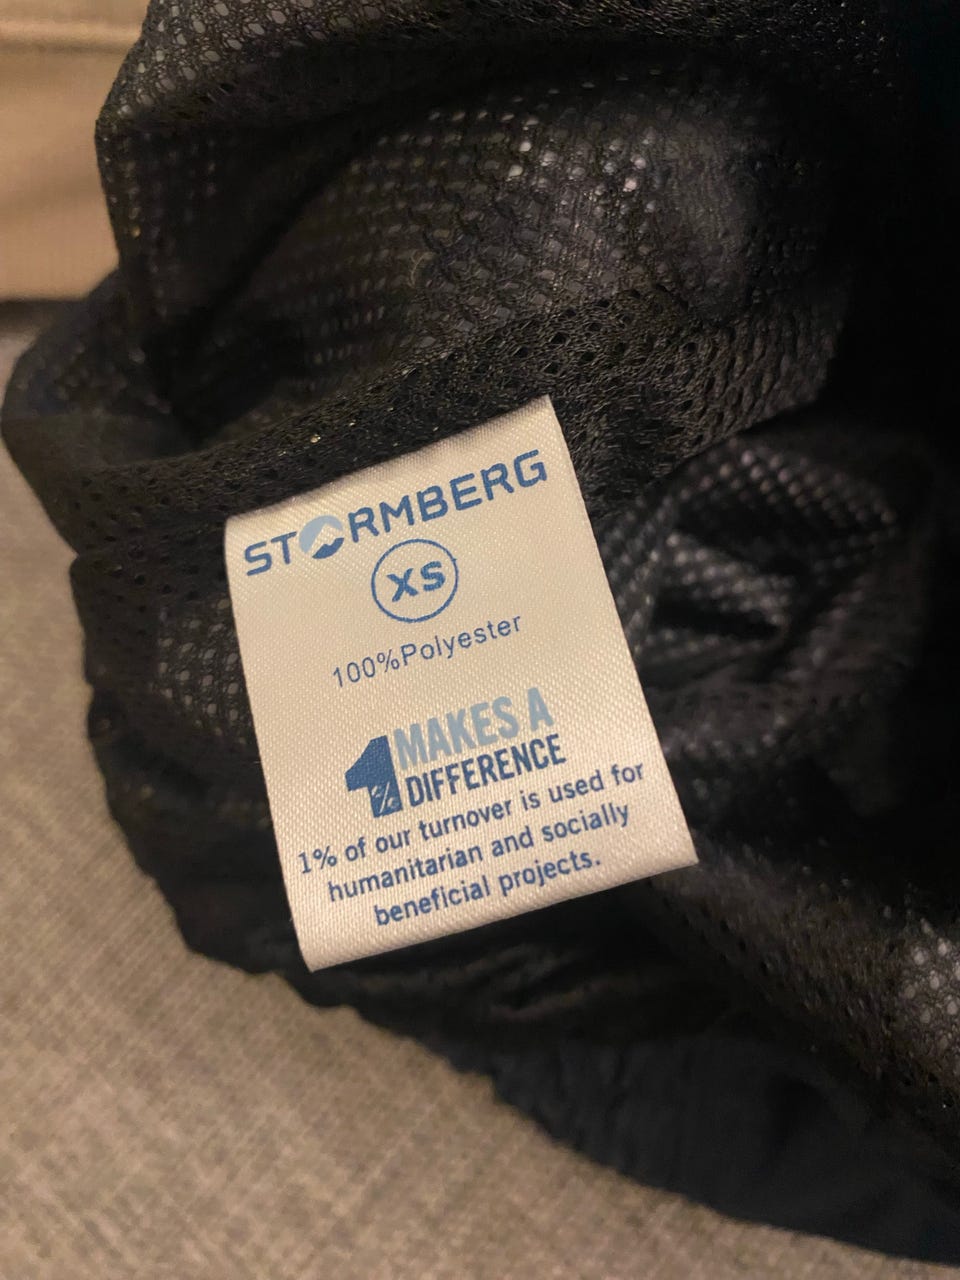 STORMBERG
XS
100%Polyester
1% MAKES A
DIFFERENCE
1% of our turnover is used for
humanitarian and socially
beneficial projects.